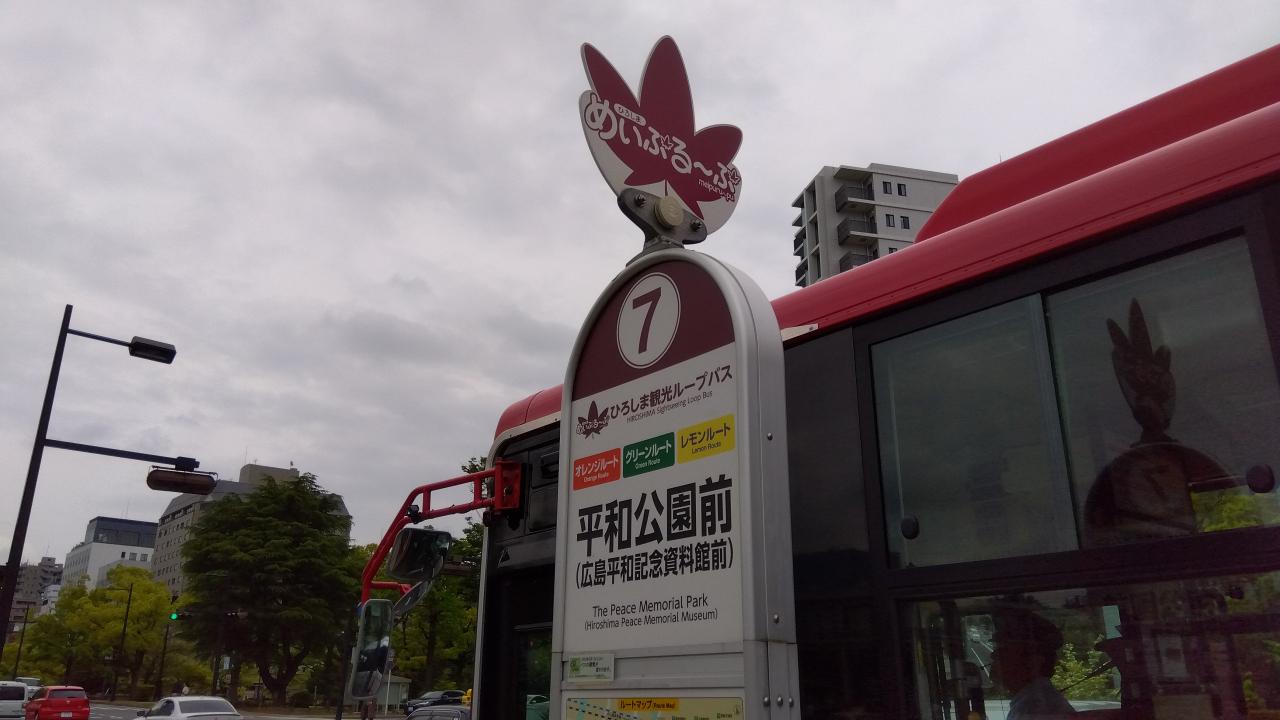 ひろしま
めいぷる～ぷ
meipuru~pu
7
めいぷる～ぷ
ひろしま観光ループバス
HIROSHIMA Sightseeing Loop Bus
オレンジルート
Orange Route
グリーンルート
Green Route
レモンルート
Lemon Route
平和公園前
(広島平和記念資料館前)
The Peace Memorial Park
(Hiroshima Peace Memorial Museum)
ルートマップ(Route Map)